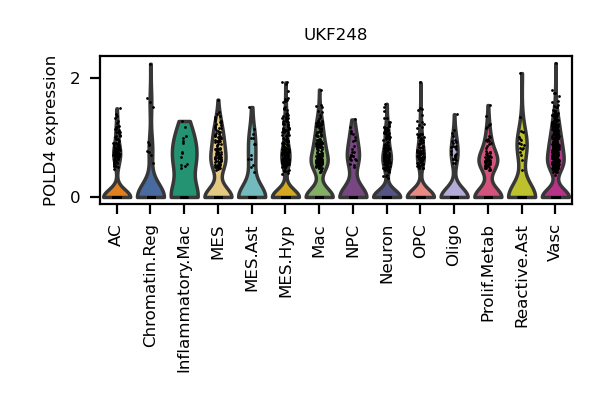 UKF248
POLD4 expression
2
0
AC
Chromatin.Reg
Inflammatory.Mac
MES
MES.Ast
MES.Hyp
Mac
NPC
Neuron
OPC
Oligo
Prolif.Metab
Reactive.Ast
Vasc